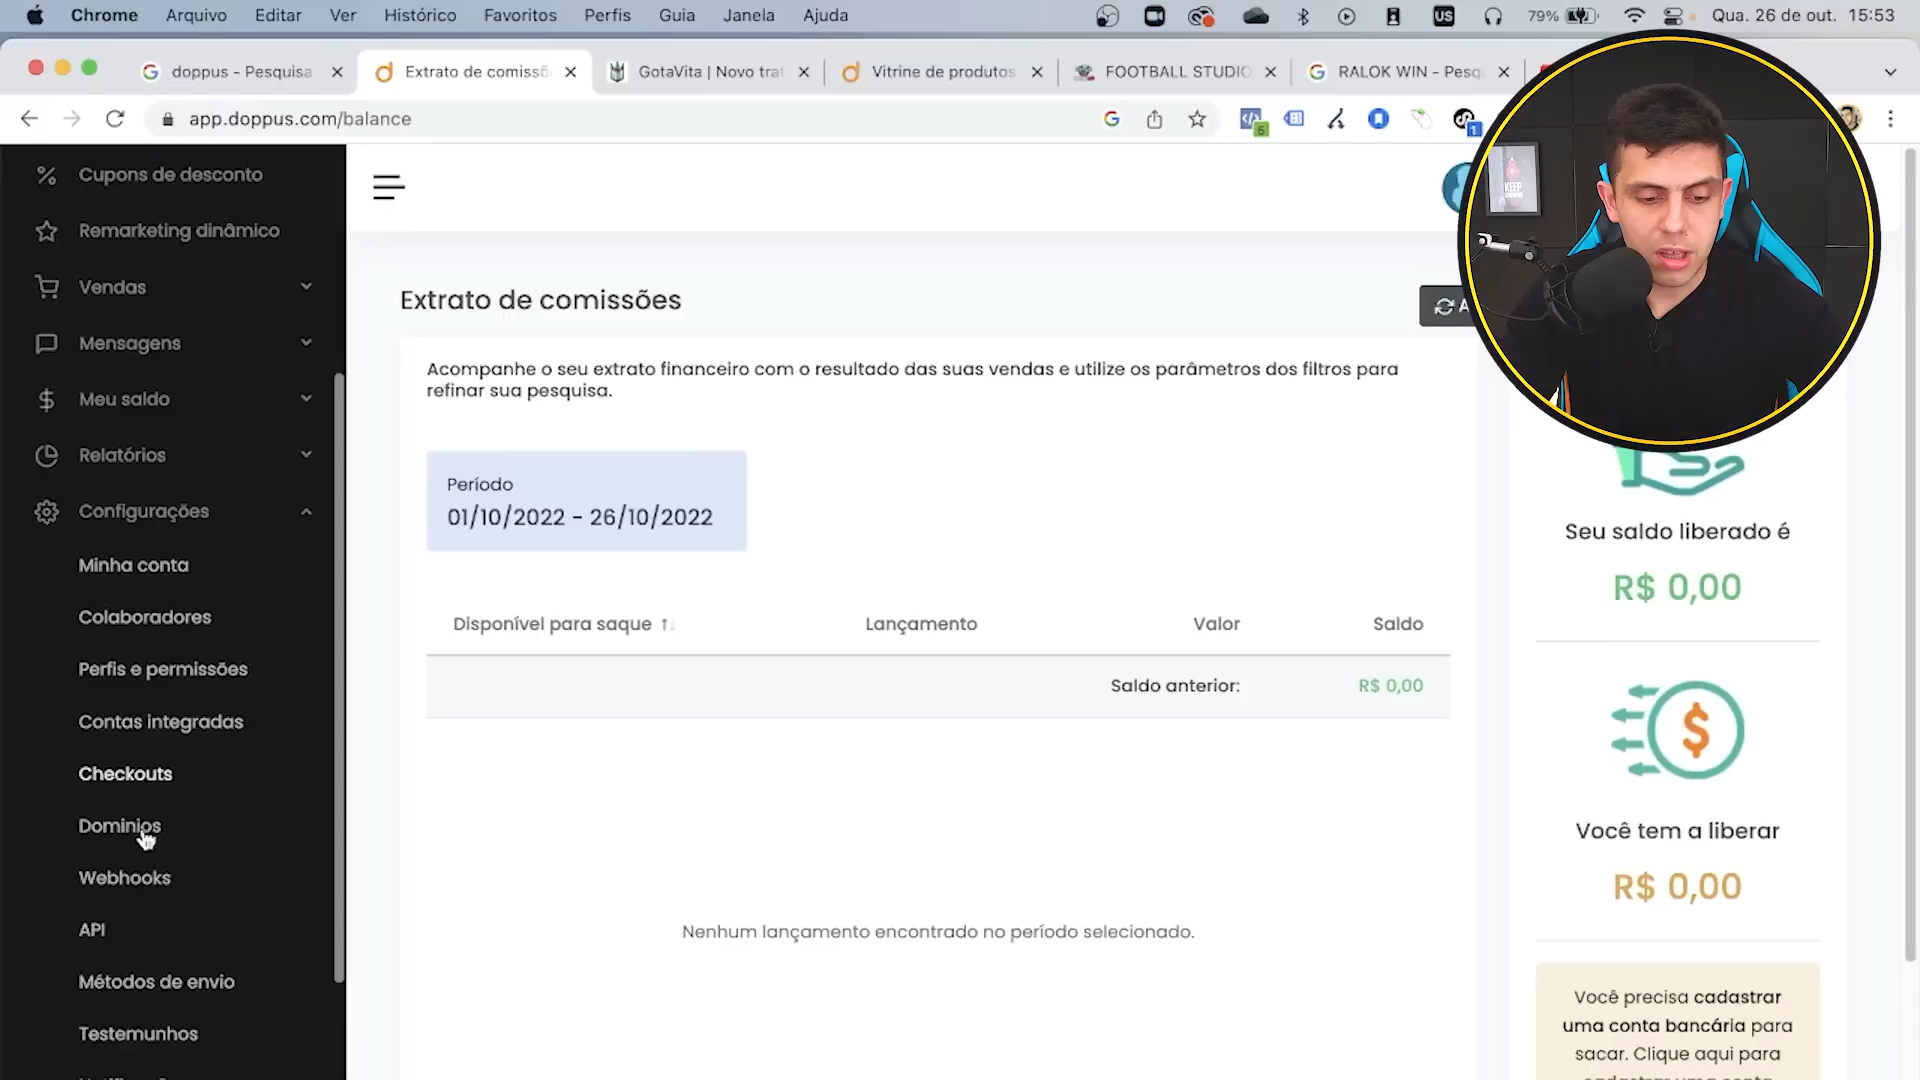 Chrome Arquivo Editar Ver Histórico Favoritos Perfis Guia Janela Ajuda US 79% Qua. 26 de out. 15:53
doppus - Pesquisa Extrato de comissõ GotaVita | Novo trat Vitrine de produtos FOOTBALL STUDIO RALOK WIN - Pesq
app.doppus.com/balance
5
1
Cupons de desconto
Remarketing dinâmico
Vendas
Mensagens
Meu saldo
Relatórios
Configurações
Minha conta
Colaboradores
Perfis e permissões
Contas integradas
Checkouts
Dominios
Webhooks
API
Métodos de envio
Testemunhos
Extrato de comissões
A
Acompanhe o seu extrato financeiro com o resultado das suas vendas e utilize os parâmetros dos filtros para
refinar sua pesquisa.
Período
01/10/2022 - 26/10/2022
Disponível para saque Lançamento Valor Saldo
Saldo anterior: R$ 0,00
Nenhum lançamento encontrado no período selecionado.
KEEP
Seu saldo liberado é
R$ 0,00
Você tem a liberar
R$ 0,00
Você precisa cadastrar
uma conta bancária para
sacar. Clique aqui para